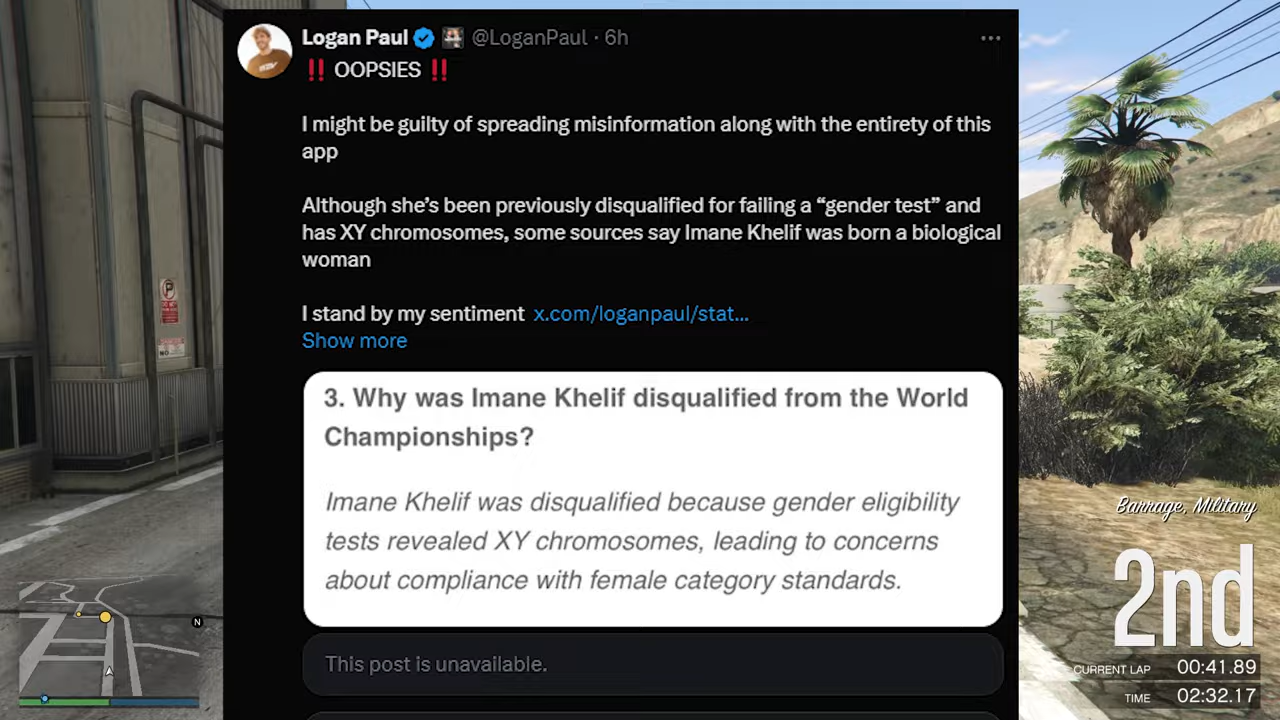 Logan Paul @LoganPaul · 6h
‼️ OOPSIES ‼️
I might be guilty of spreading misinformation along with the entirety of this
app
Although she’s been previously disqualified for failing a “gender test” and
has XY chromosomes, some sources say Imane Khelif was born a biological
woman
I stand by my sentiment x.com/loganpaul/stat...
Show more
3. Why was Imane Khelif disqualified from the World
Championships?
Imane Khelif was disqualified because gender eligibility
tests revealed XY chromosomes, leading to concerns
about compliance with female category standards.
This post is unavailable.
N
Barrage, Military
2nd
CURRENT LAP 00:41.89
TIME 02:32.17